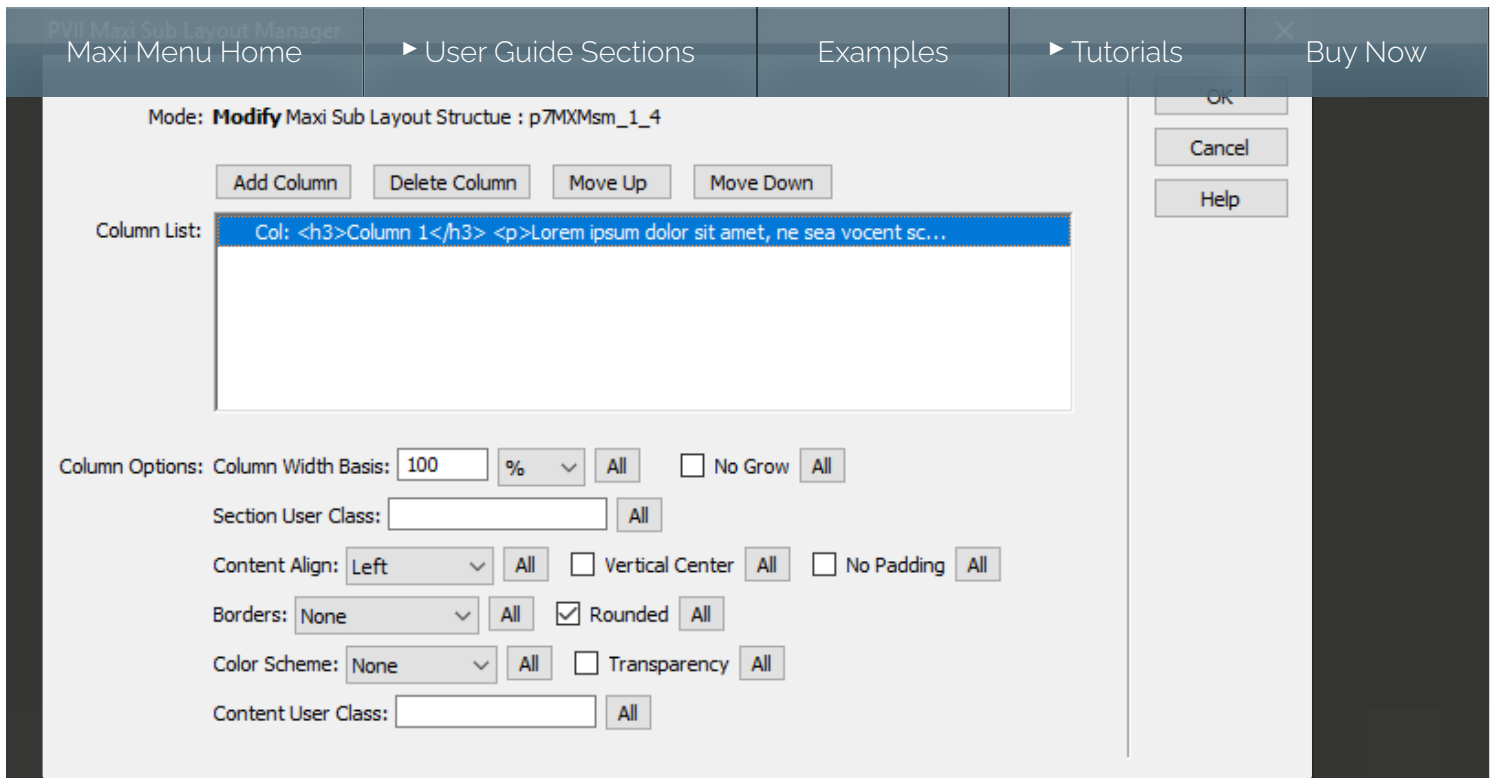 PVII Maxi Sub Layout Manager
Maxi Menu Home ▸ User Guide Sections Examples ▸ Tutorials Buy Now
OK
Mode: Modify Maxi Sub Layout Structue : p7MXMsm_1_4
Cancel
Add Column Delete Column Move Up Move Down
Help
Column List: Col: <h3>Column 1</h3> <p>Lorem ipsum dolor sit amet, ne sea vocent sc...
Column Options: Column Width Basis: 100 % All No Grow All
Section User Class: All
Content Align: Left All Vertical Center All No Padding All
Borders: None All Rounded All
Color Scheme: None All Transparency All
Content User Class: All